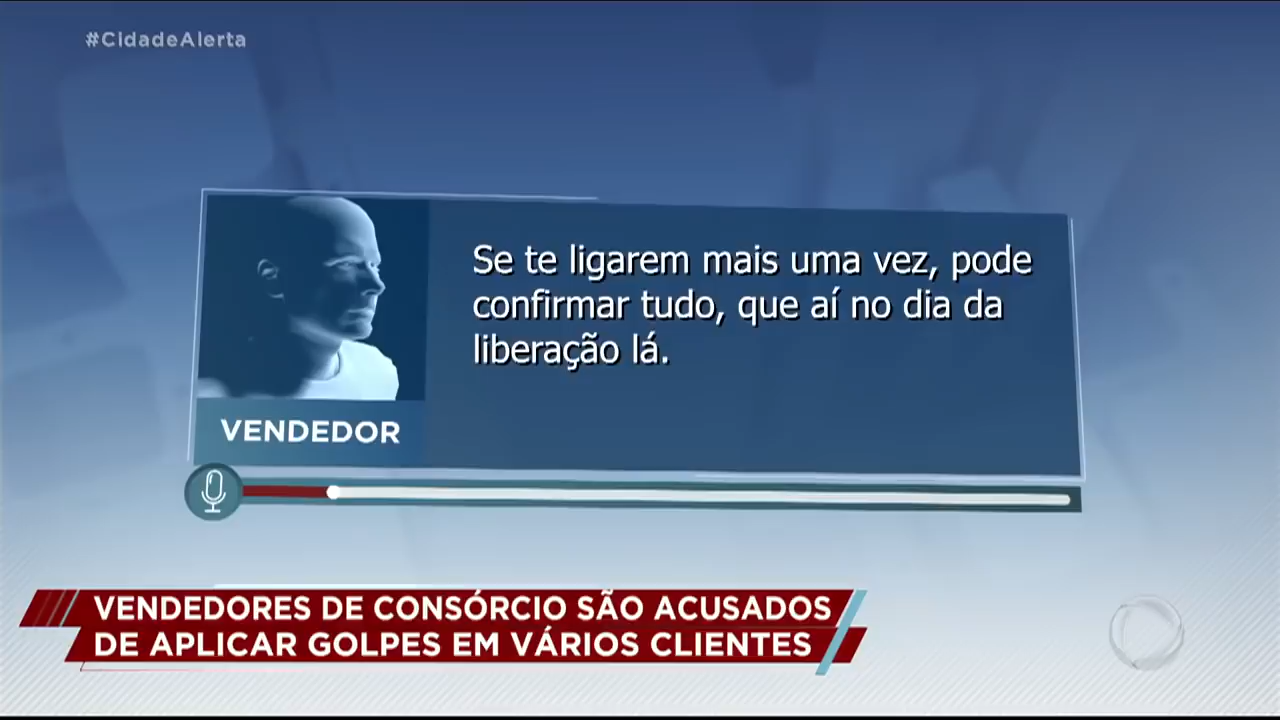 #CidadeAlerta
Se te ligarem mais uma vez, pode
confirmar tudo, que aí no dia da
liberação lá.
VENDEDOR
VENDEDORES DE CONSÓRCIO SÃO ACUSADOS
DE APLICAR GOLPES EM VÁRIOS CLIENTES